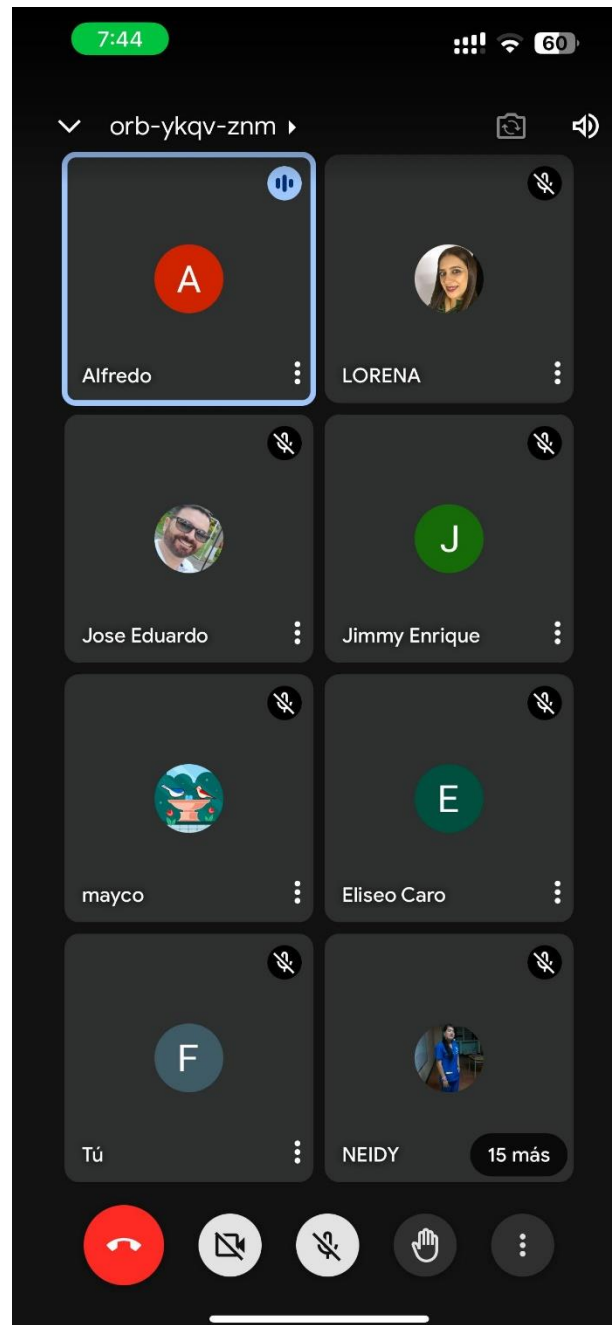 7:44
60
orb-ykqv-znm
A
Alfredo
LORENA
Jose Eduardo
J
Jimmy Enrique
mayco
E
Eliseo Caro
F
Tú
NEIDY
15 más